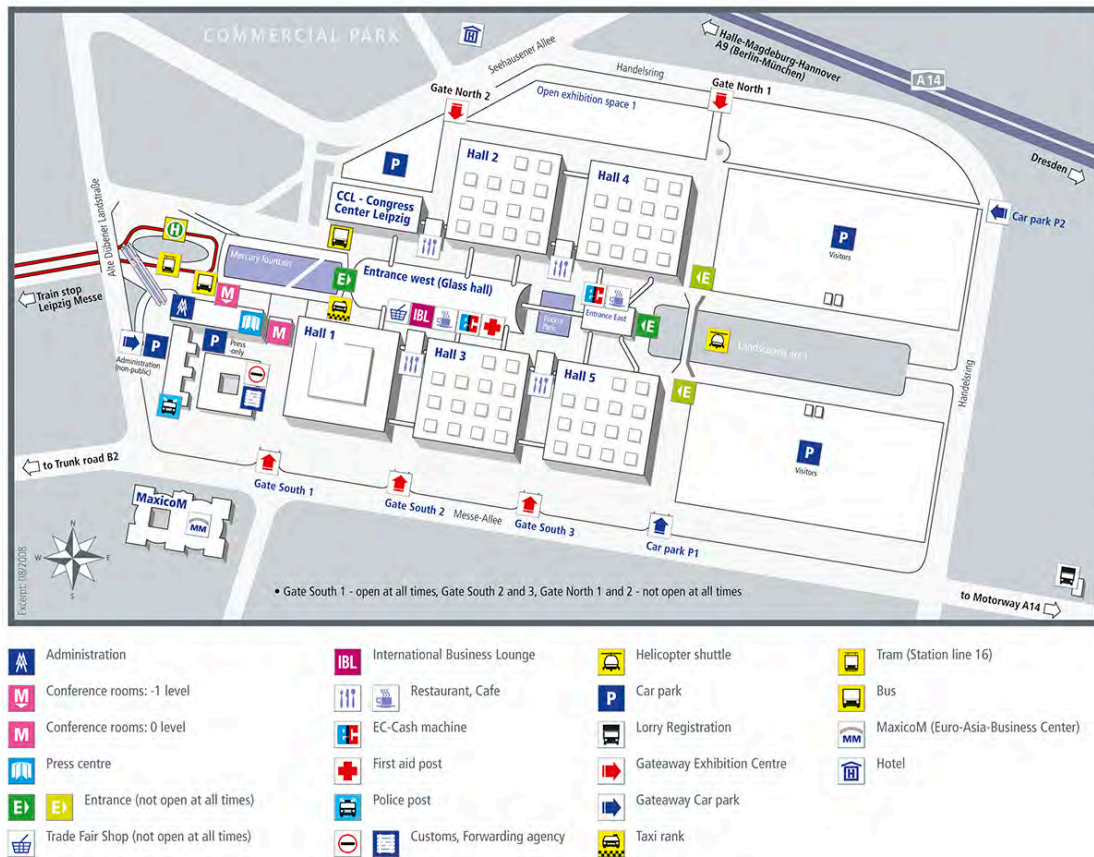 COMMERCIAL PARK
H
Seehausener Allee
Halle-Magdeburg-Hannover
A9 (Berlin-München)
Handelsring
A 14
Gate North 1
Gate North 2
Open exhibition space 1
Dresden
Hall 2
Hall 4
P
CCL - Congress
Center Leipzig
Car park P2
Alte Dübener Landstraße
H
P
Visitors
Mercury fountain
Entrance west (Glass hall)
E
E
Train stop
Leipzig Messe
M
EC
Entrance East
E
IBL
EC
Hall 1
M
P
Press
-only
P
Administration
(non-public)
Hall 3
Hall 5
E
Handelsring
P
Visitors
to Trunk road B2
Gate South 1
Gate South 2
Messe-Allee
Gate South 3
Car park P1
MaxicoM
MM
N
W
E
S
Excerpt: 08/2008
• Gate South 1 - open at all times, Gate South 2 and 3, Gate North 1 and 2 - not open at all times
to Motorway A14
Administration
M Conference rooms: -1 level
M Conference rooms: 0 level
Press centre
E E Entrance (not open at all times)
Trade Fair Shop (not open at all times)
IBL International Business Lounge
Restaurant, Cafe
EC EC-Cash machine
First aid post
Police post
Customs, Forwarding agency
Helicopter shuttle
P Car park
Lorry Registration
Gateaway Exhibition Centre
Gateaway Car park
Taxi rank
Tram (Station line 16)
Bus
MM MaxicoM (Euro-Asia-Business Center)
H Hotel